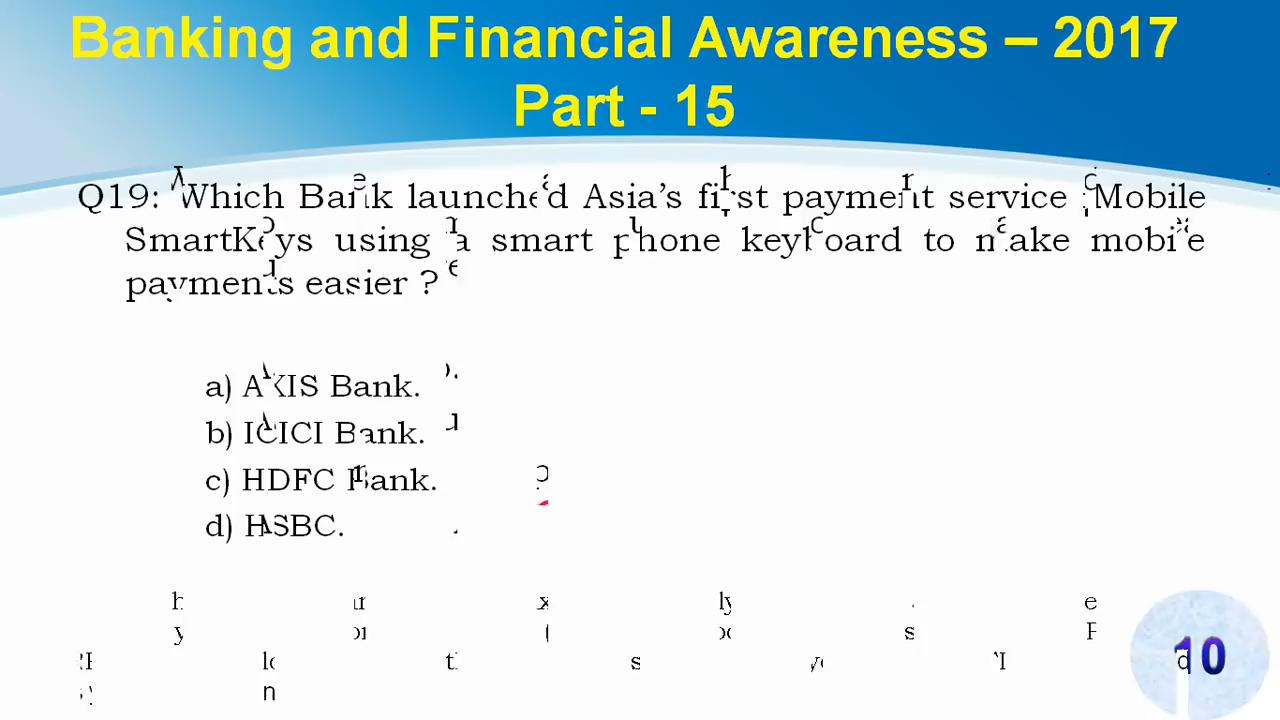 Banking and Financial Awareness – 2017
Part - 15
Q19: Which Bank launched Asia's first payment service Mobile
SmartKeys using a smart phone keyboard to make mobile
payments easier ?
a) AXIS Bank.
b) ICICI Bank.
c) HDFC Bank.
d) HSBC.
10